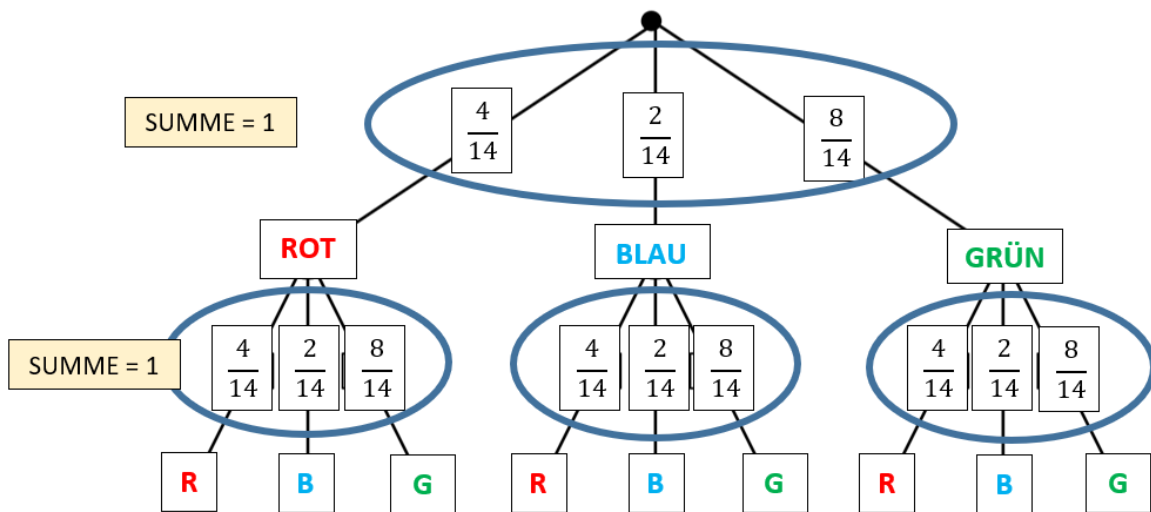 SUMME = 1
4/14 2/14 8/14
ROT BLAU GRÜN
SUMME = 1
4/14 2/14 8/14 4/14 2/14 8/14 4/14 2/14 8/14
R B G R B G R B G